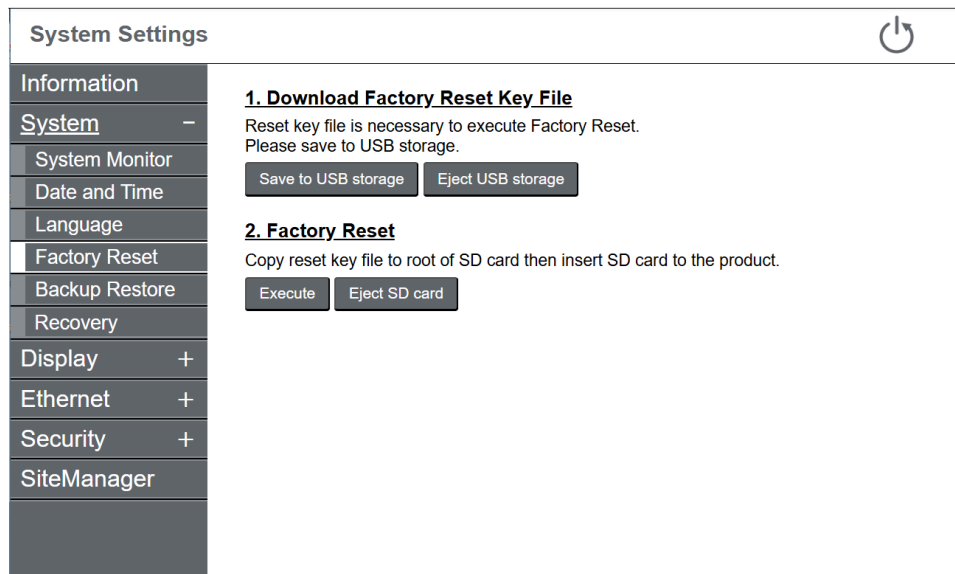 System Settings
Information
System −
System Monitor
Date and Time
Language
Factory Reset
Backup Restore
Recovery
Display +
Ethernet +
Security +
SiteManager
1. Download Factory Reset Key File
Reset key file is necessary to execute Factory Reset.
Please save to USB storage.
Save to USB storage Eject USB storage
2. Factory Reset
Copy reset key file to root of SD card then insert SD card to the product.
Execute Eject SD card